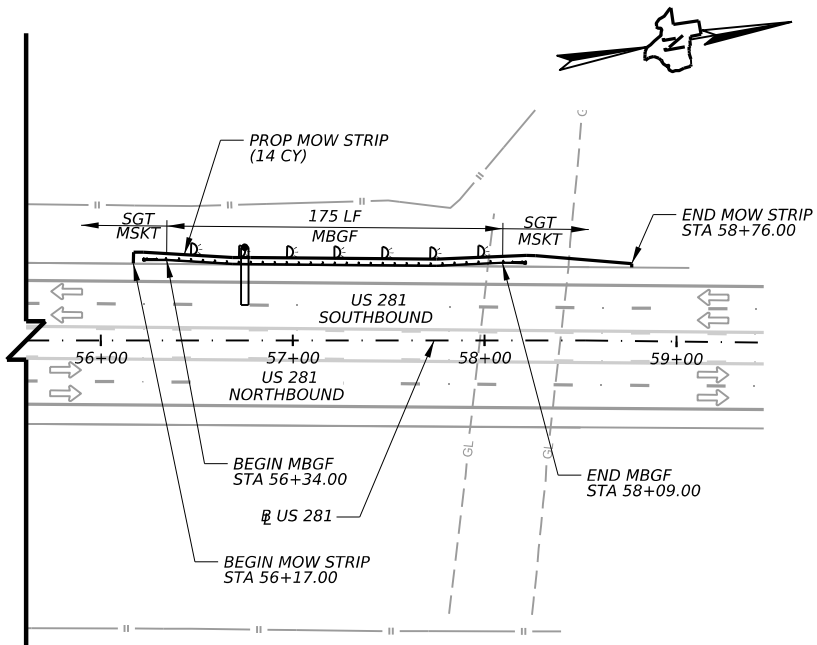 N
PROP MOW STRIP
(14 CY)
GL
SGT
MSKT
175 LF
MBGF
SGT
MSKT
END MOW STRIP
STA 58+76.00
US 281
SOUTHBOUND
56+00
57+00
58+00
59+00
US 281
NORTHBOUND
GL
GL
BEGIN MBGF
STA 56+34.00
END MBGF
STA 58+09.00
BL US 281
BEGIN MOW STRIP
STA 56+17.00